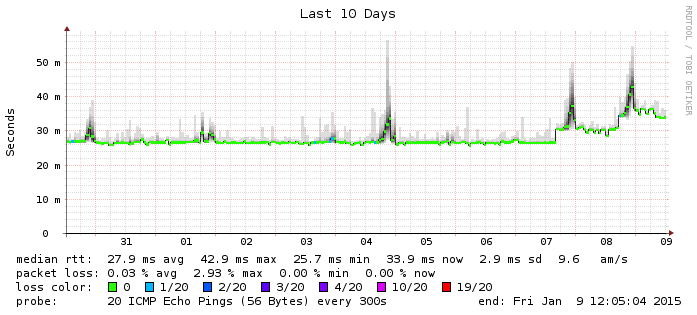 Last 10 Days
RRDTOOL / TOBI OETIKER
Seconds
50 m
40 m
30 m
20 m
10 m
0
31 01 02 03 04 05 06 07 08 09
median rtt: 27.9 ms avg 42.9 ms max 25.7 ms min 33.9 ms now 2.9 ms sd 9.6 am/s
packet loss: 0.03 % avg 2.93 % max 0.00 % min 0.00 % now
loss color: 0 1/20 2/20 3/20 4/20 10/20 19/20
probe: 20 ICMP Echo Pings (56 Bytes) every 300s end: Fri Jan 9 12:05:04 2015